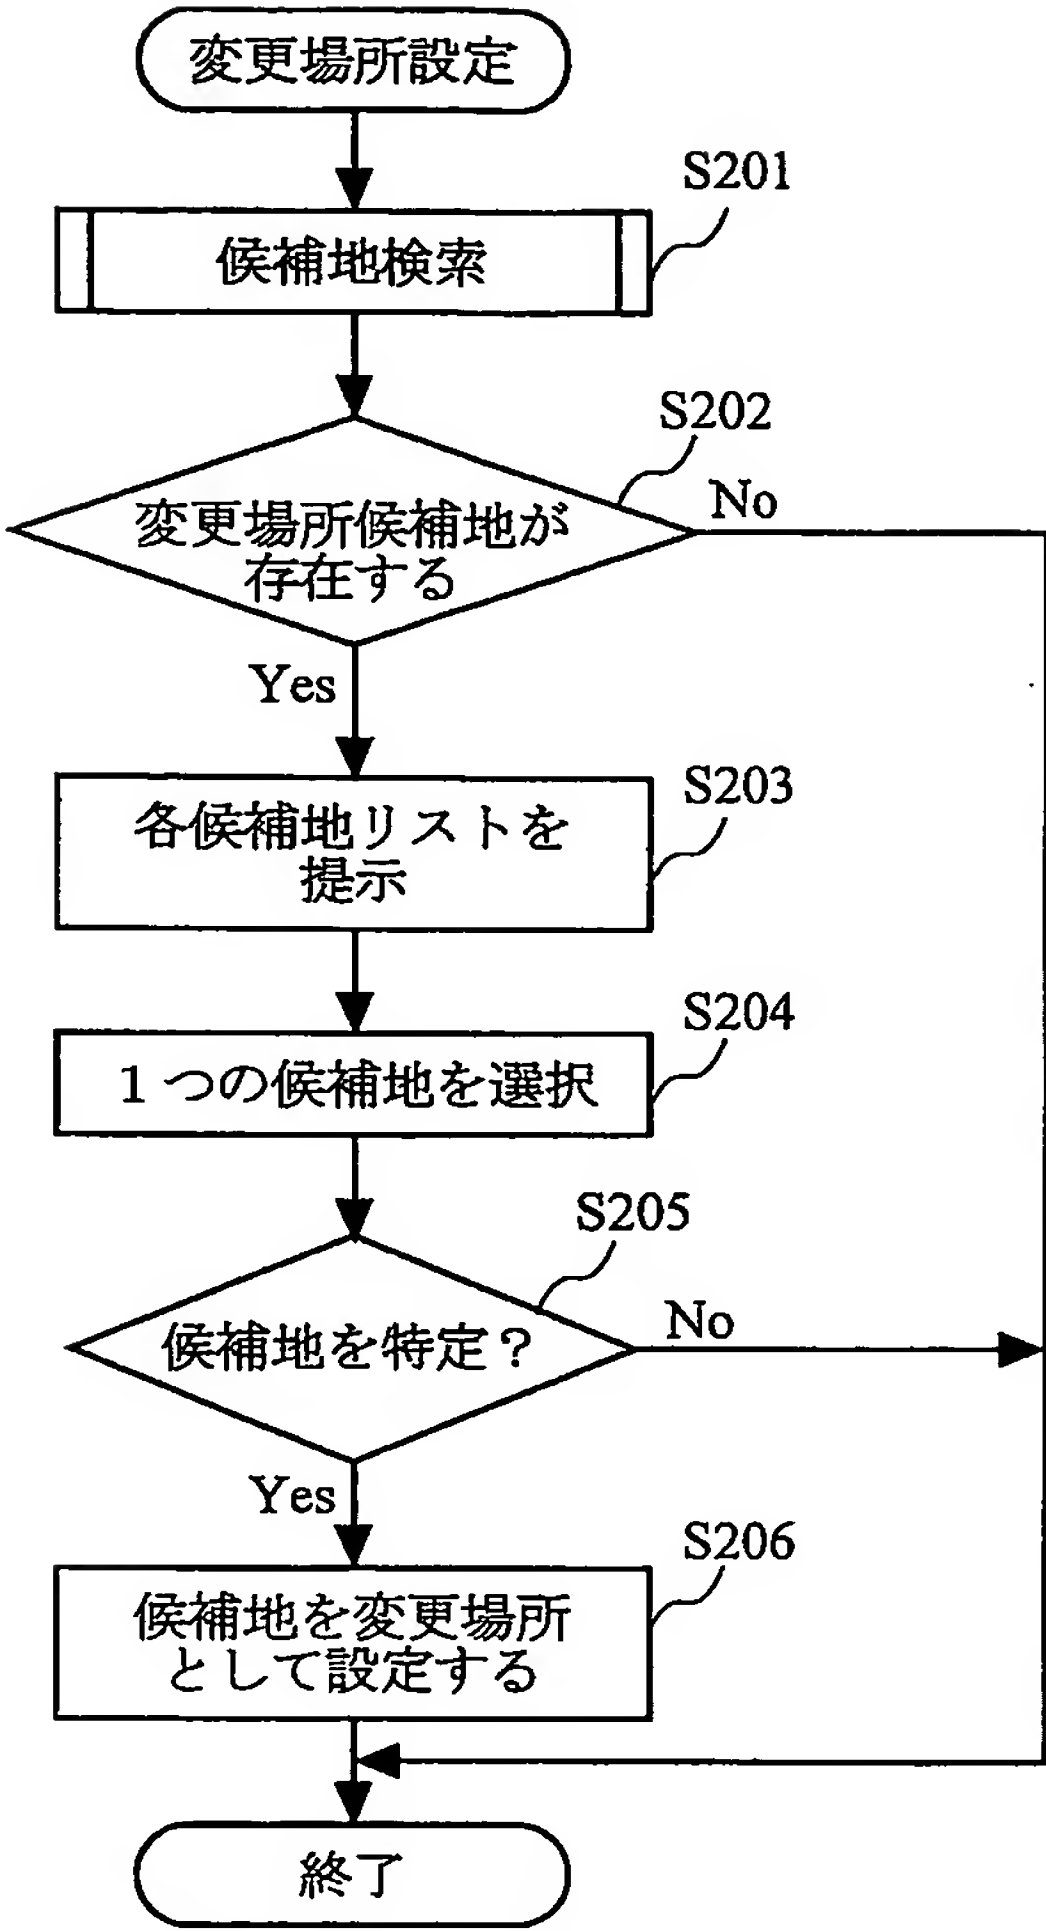 変更場所設定
S201
候補地検索
S202
No
変更場所候補地が
存在する
Yes
S203
各候補地リストを
提示
S204
1つの候補地を選択
S205
No
候補地を特定？
Yes
S206
候補地を変更場所
として設定する
終了